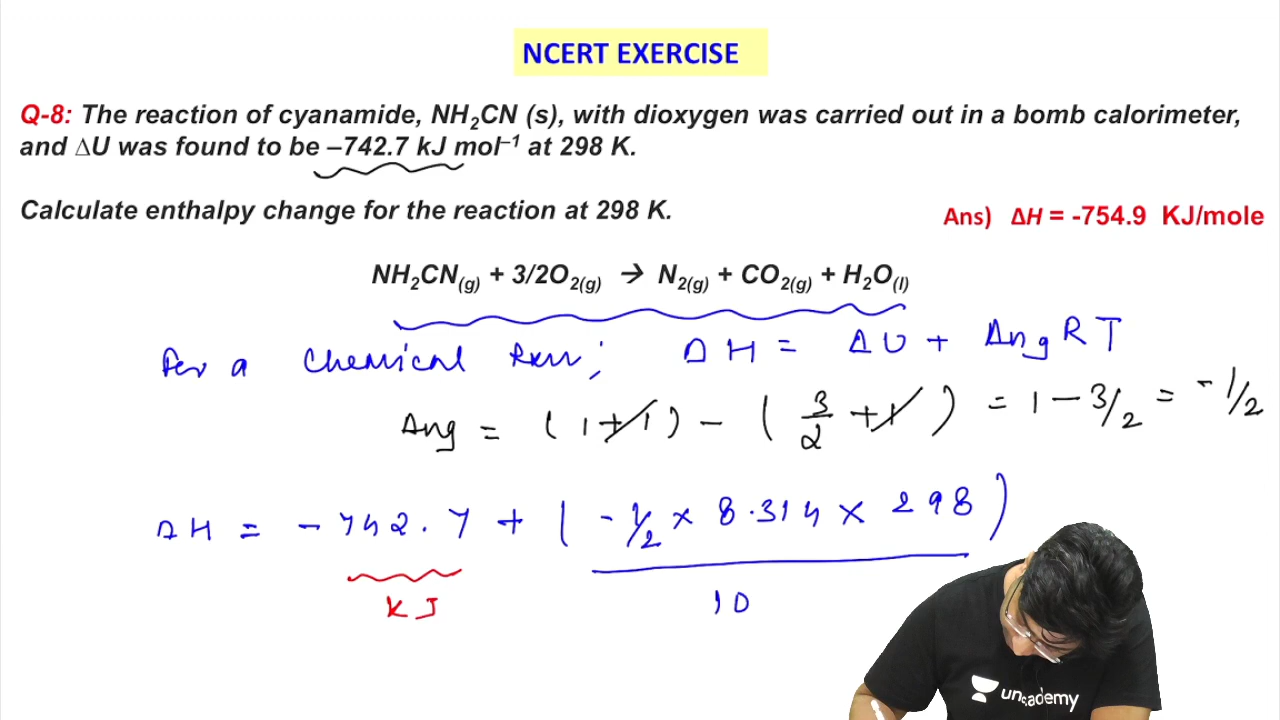 NCERT EXERCISE
Q-8: The reaction of cyanamide, NH₂CN (s), with dioxygen was carried out in a bomb calorimeter,
and △U was found to be –742.7 kJ mol⁻¹ at 298 K.
Calculate enthalpy change for the reaction at 298 K.
Ans) ΔH = -754.9 KJ/mole
NH₂CN(g) + 3/2O₂(g) → N₂(g) + CO₂(g) + H₂O(l)
For a Chemical Rxn; ΔH = ΔU + Δng RT
Δng = (1+1) - (3/2 + 1) = 1 - 3/2 = -1/2
ΔH = -742.7 + (-1/2 × 8.314 × 298)
KJ
10
unacademy